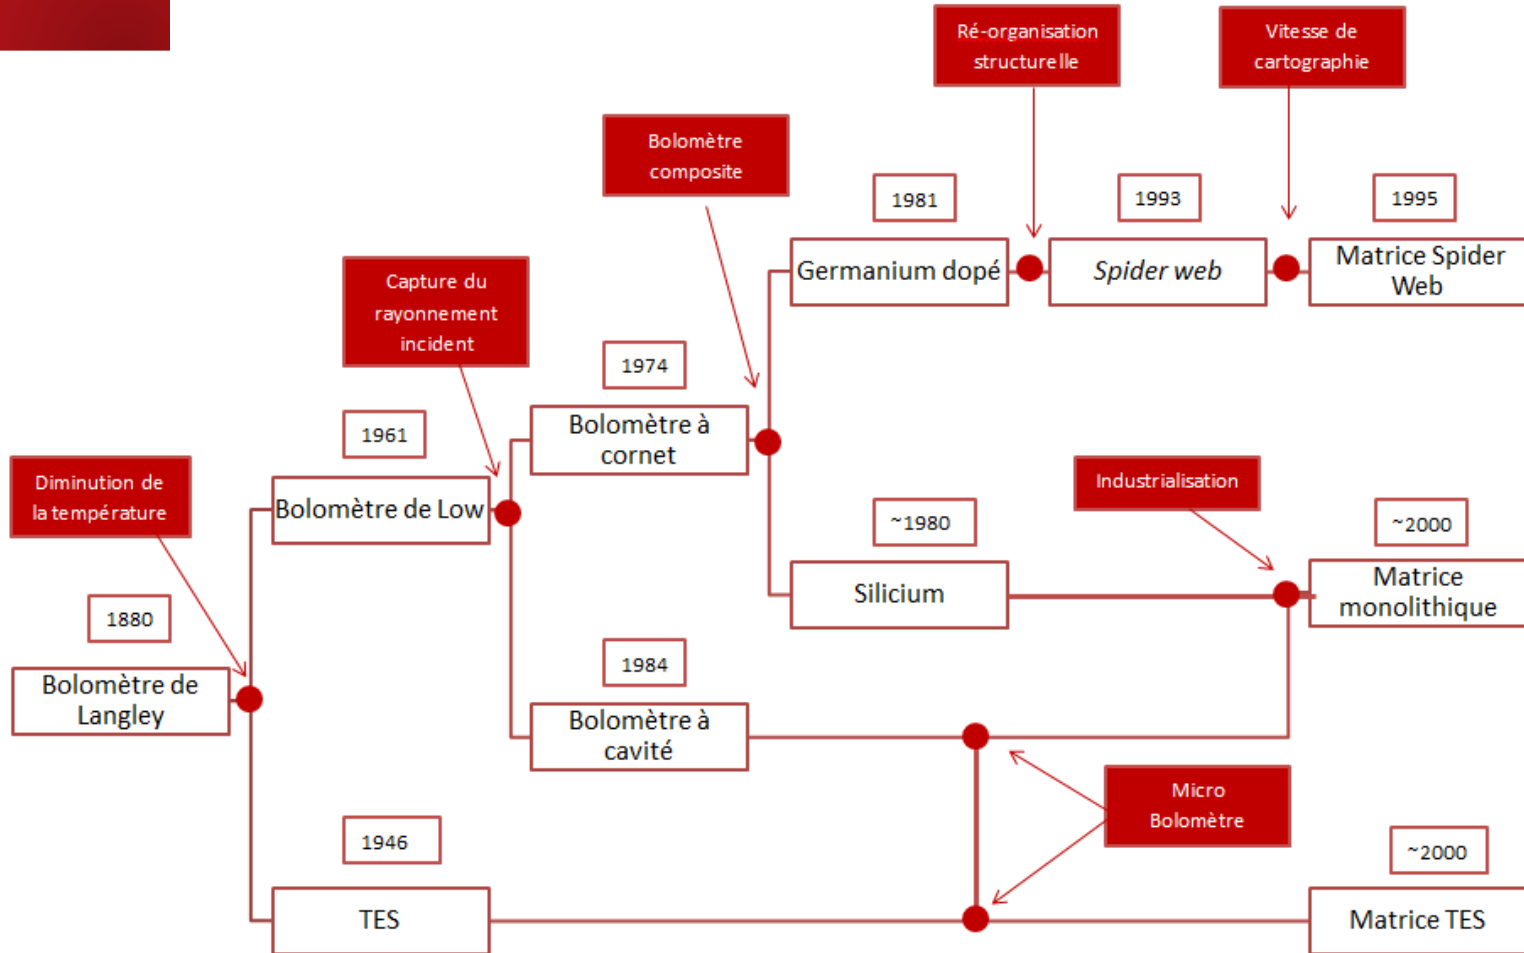 Ré-organisation
structurelle
Vitesse de
cartographie
Bolomètre
composite
1981
1993
1995
Germanium dopé
Spider web
Matrice Spider
Web
Capture du
rayonnement
incident
1974
Bolomètre à
cornet
1961
Bolomètre de Low
Diminution de
la température
Industrialisation
~1980
Silicium
~2000
Matrice
monolithique
1880
Bolomètre de
Langley
1984
Bolomètre à
cavité
Micro
Bolomètre
1946
TES
~2000
Matrice TES